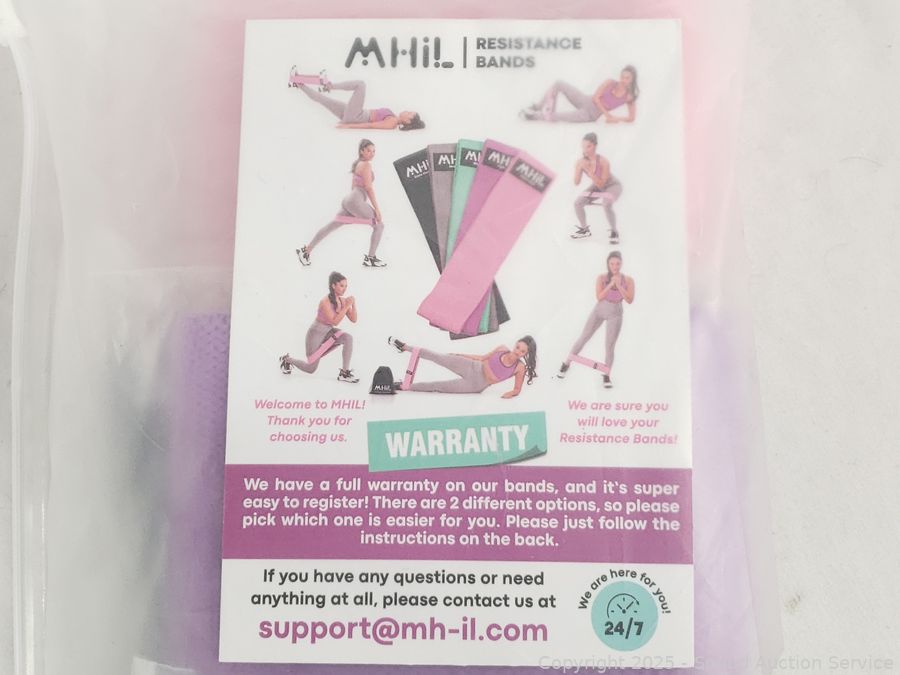 MHiL
RESISTANCE
BANDS
MHiL
Welcome to MHIL!
Thank you for
choosing us.
We are sure you
will love your
Resistance Bands!
WARRANTY
We have a full warranty on our bands, and it's super
easy to register! There are 2 different options, so please
pick which one is easier for you. Please just follow the
instructions on the back.
If you have any questions or need
anything at all, please contact us at
support@mh-il.com
We are here for you!
24/7
Copyright 2025 - Speed Auction Service